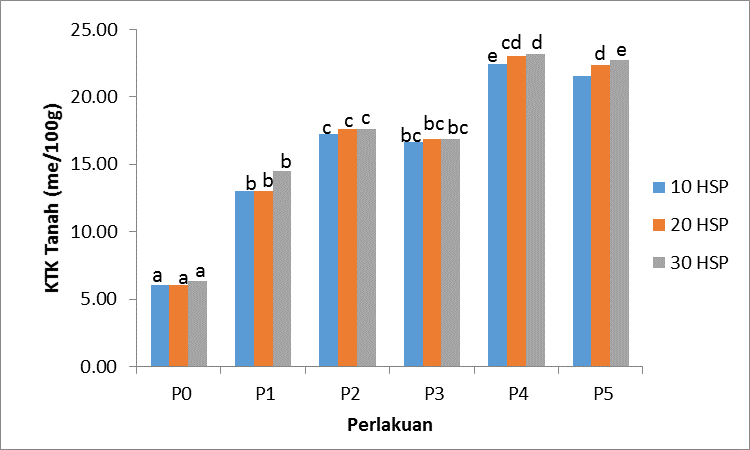 KTK Tanah (me/100g)
25.00
20.00
15.00
10.00
5.00
0.00
a a a
b b b
c c c
bc bc bc
e cd d
d e
P0 P1 P2 P3 P4 P5
Perlakuan
10 HSP
20 HSP
30 HSP